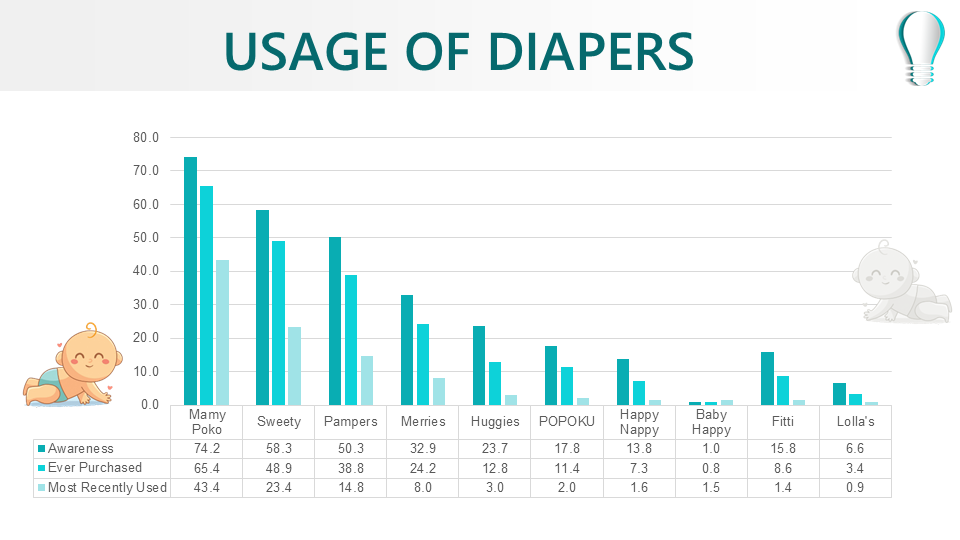 USAGE OF DIAPERS
80.0
70.0
60.0
50.0
40.0
30.0
20.0
10.0
0.0
Mamy Poko Sweety Pampers Merries Huggies POPOKU Happy Nappy Baby Happy Fitti Lolla's
Awareness 74.2 58.3 50.3 32.9 23.7 17.8 13.8 1.0 15.8 6.6
Ever Purchased 65.4 48.9 38.8 24.2 12.8 11.4 7.3 0.8 8.6 3.4
Most Recently Used 43.4 23.4 14.8 8.0 3.0 2.0 1.6 1.5 1.4 0.9